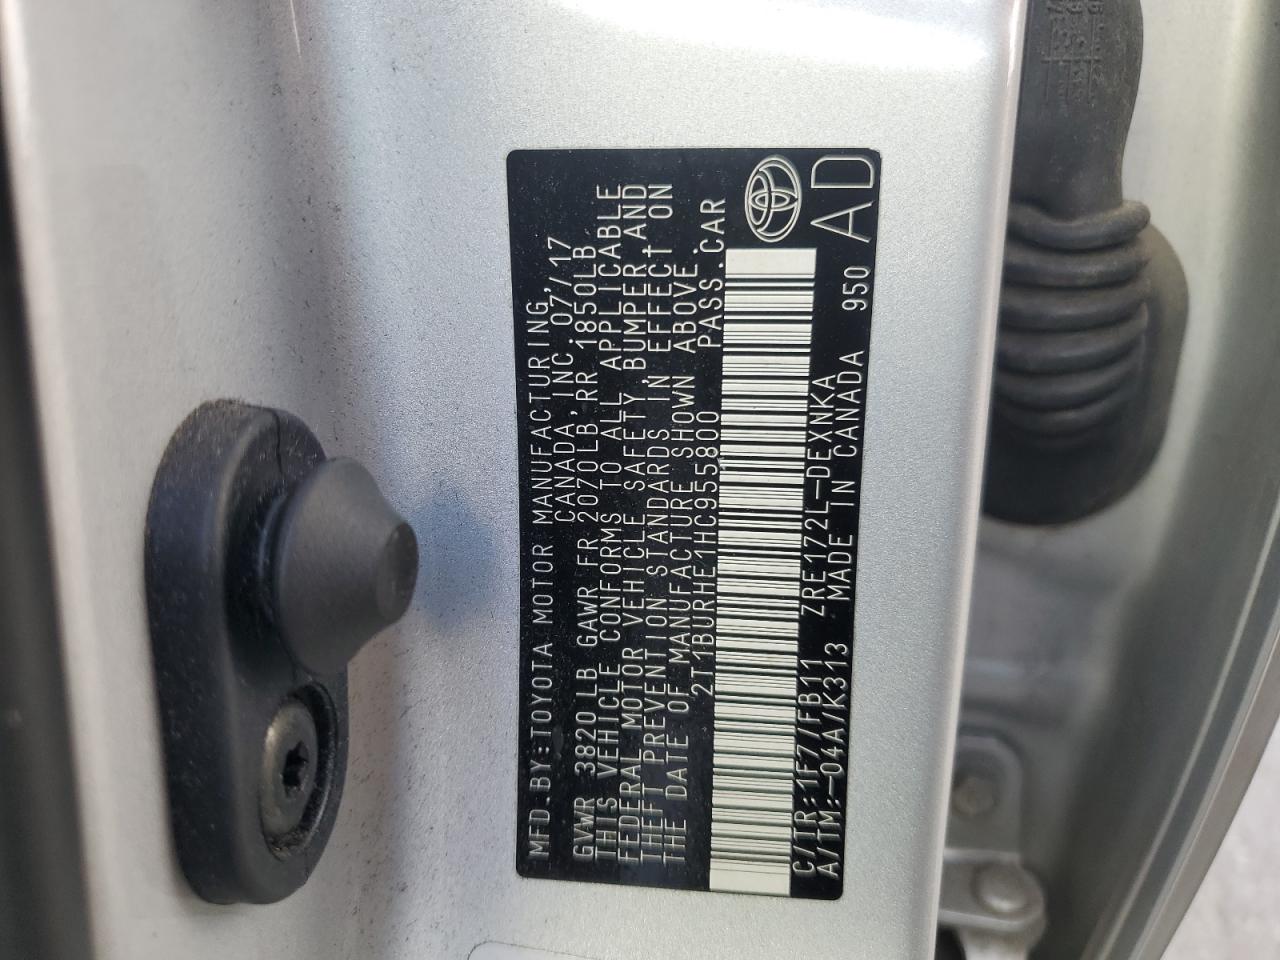 MFD.BY:TOYOTA MOTOR MANUFACTURING,
CANADA,INC.07/17
GVWR 3820LB GAWR FR 2070LB RR 1850LB
THIS VEHICLE CONFORMS TO ALL APPLICABLE
FEDERAL MOTOR VEHICLE SAFETY,BUMPER,AND
THEFT PREVENTION STANDARDS IN EFFECT ON
THE DATE OF MANUFACTURE SHOWN ABOVE.
2T1BURHE1HC955800 PASS.CAR
C/TR:1F7/FB11 ZRE172L-DEXNKA
A/TM:-04A/K313 MADE IN CANADA 950
AD